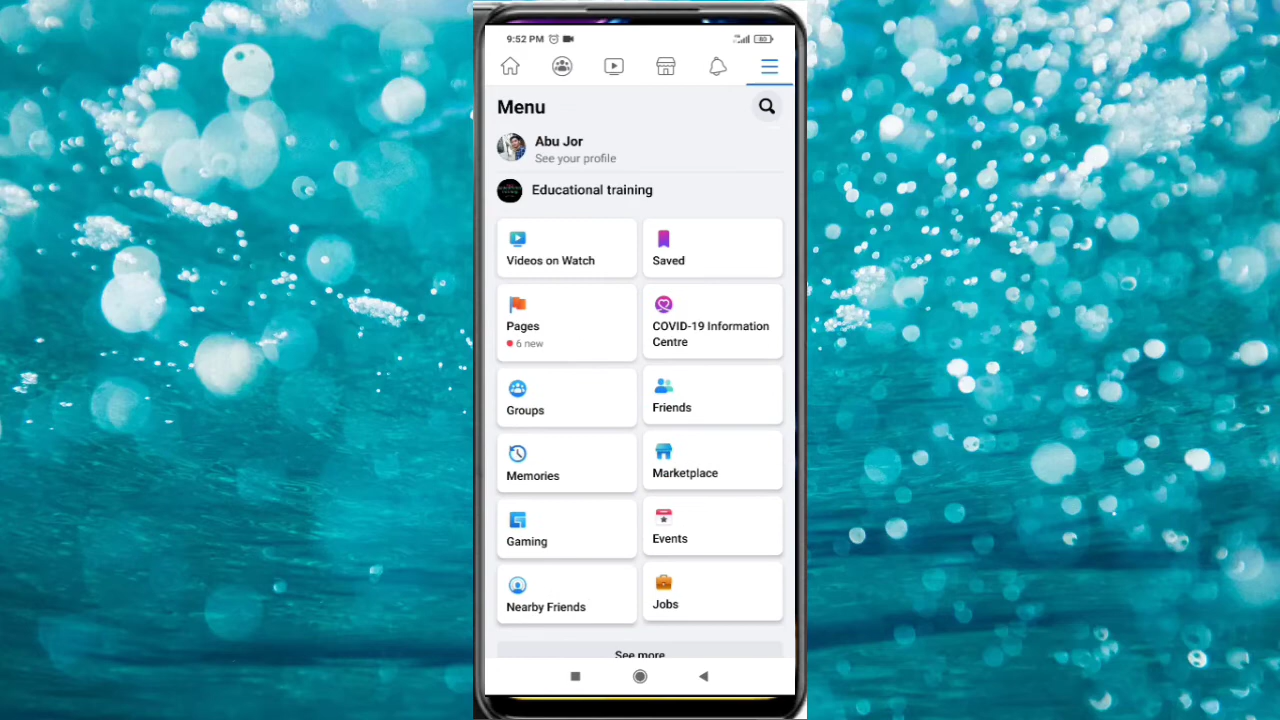 9:52 PM
80
Menu
Abu Jor
See your profile
Educational training
Videos on Watch
Saved
Pages
6 new
COVID-19 Information
Centre
Groups
Friends
Memories
Marketplace
Gaming
Events
Nearby Friends
Jobs
See more